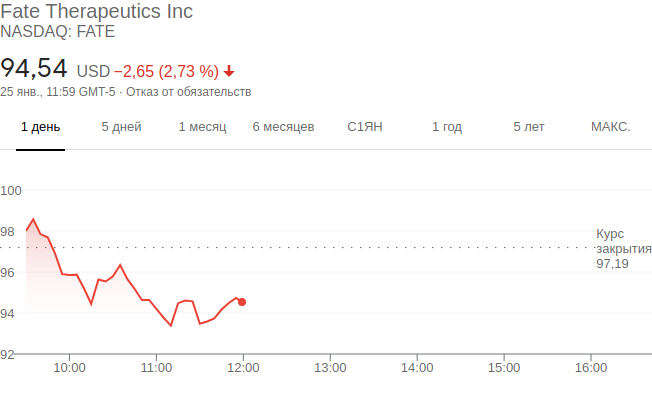 Fate Therapeutics Inc
NASDAQ: FATE
94,54 USD −2,65 (2,73 %)
25 янв., 11:59 GMT-5 · Отказ от обязательств
1 день 5 дней 1 месяц 6 месяцев С1ЯН 1 год 5 лет МАКС.
100
98
96
94
92
Курс
закрытия
97,19
10:00 11:00 12:00 13:00 14:00 15:00 16:00